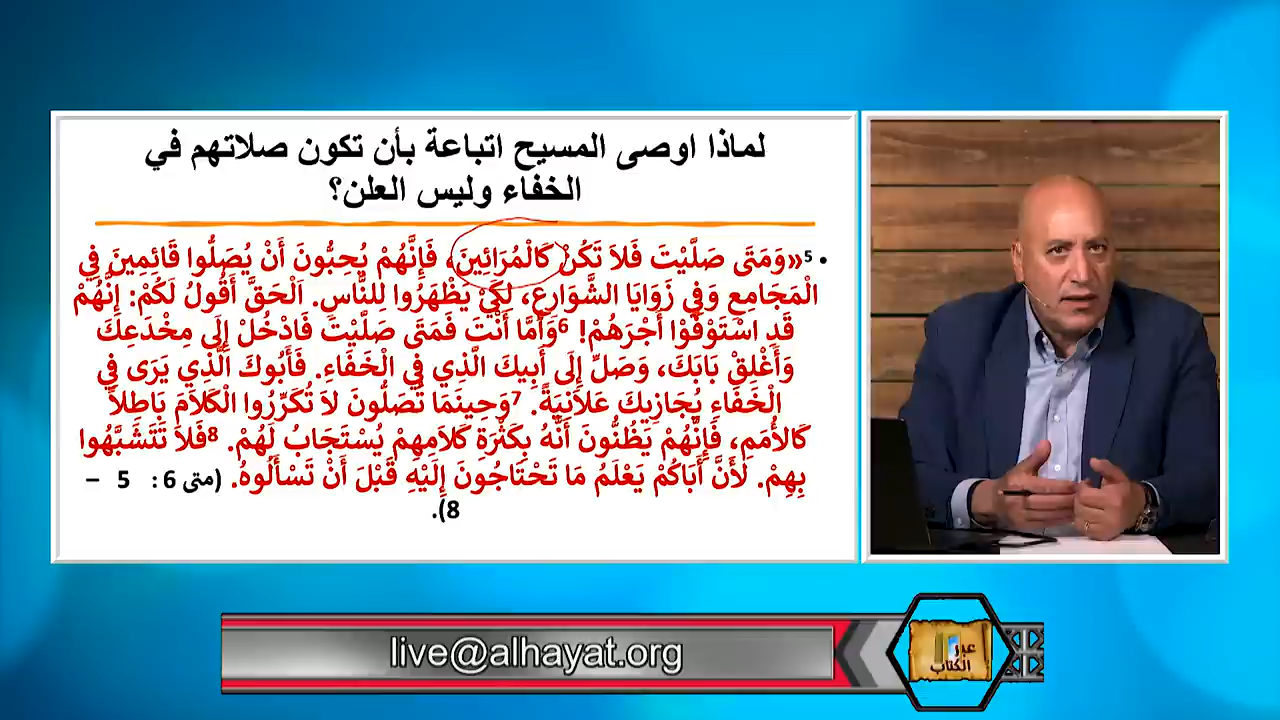 لماذا اوصى المسيح اتباعة بأن تكون صلاتهم في
الخفاء وليس العلن؟
• 5«وَمَتَى صَلَّيْتَ فَلاَ تَكُنْ كَالْمُرَائِينَ، فَإِنَّهُمْ يُحِبُّونَ أَنْ يُصَلُّوا قَائِمِينَ فِي
الْمَجَامِعِ وَفِي زَوَايَا الشَّوَارِعِ، لِكَيْ يَظْهَرُوا لِلنَّاسِ. اَلْحَقَّ أَقُولُ لَكُمْ: إِنَّهُمْ
قَدِ اسْتَوْفَوْا أَجْرَهُمْ! 6وَأَمَّا أَنْتَ فَمَتَى صَلَّيْتَ فَادْخُلْ إِلَى مِخْدَعِكَ
وَأَغْلِقْ بَابَكَ، وَصَلِّ إِلَى أَبِيكَ الَّذِي فِي الْخَفَاءِ. فَأَبُوكَ الَّذِي يَرَى فِي
الْخَفَاءِ يُجَازِيكَ عَلاَنِيَةً. 7وَحِينَمَا تُصَلُّونَ لاَ تُكَرِّرُوا الْكَلاَمَ بَاطِلاً
كَالأُمَمِ، فَإِنَّهُمْ يَظُنُّونَ أَنَّهُ بِكَثْرَةِ كَلاَمِهِمْ يُسْتَجَابُ لَهُمْ. 8فَلاَ تَتَشَبَّهُوا
بِهِمْ. لأَنَّ أَبَاكُمْ يَعْلَمُ مَا تَحْتَاجُونَ إِلَيْهِ قَبْلَ أَنْ تَسْأَلُوهُ. (متى 6 : 5 –
8).
live@alhayat.org
عبر
الكتاب